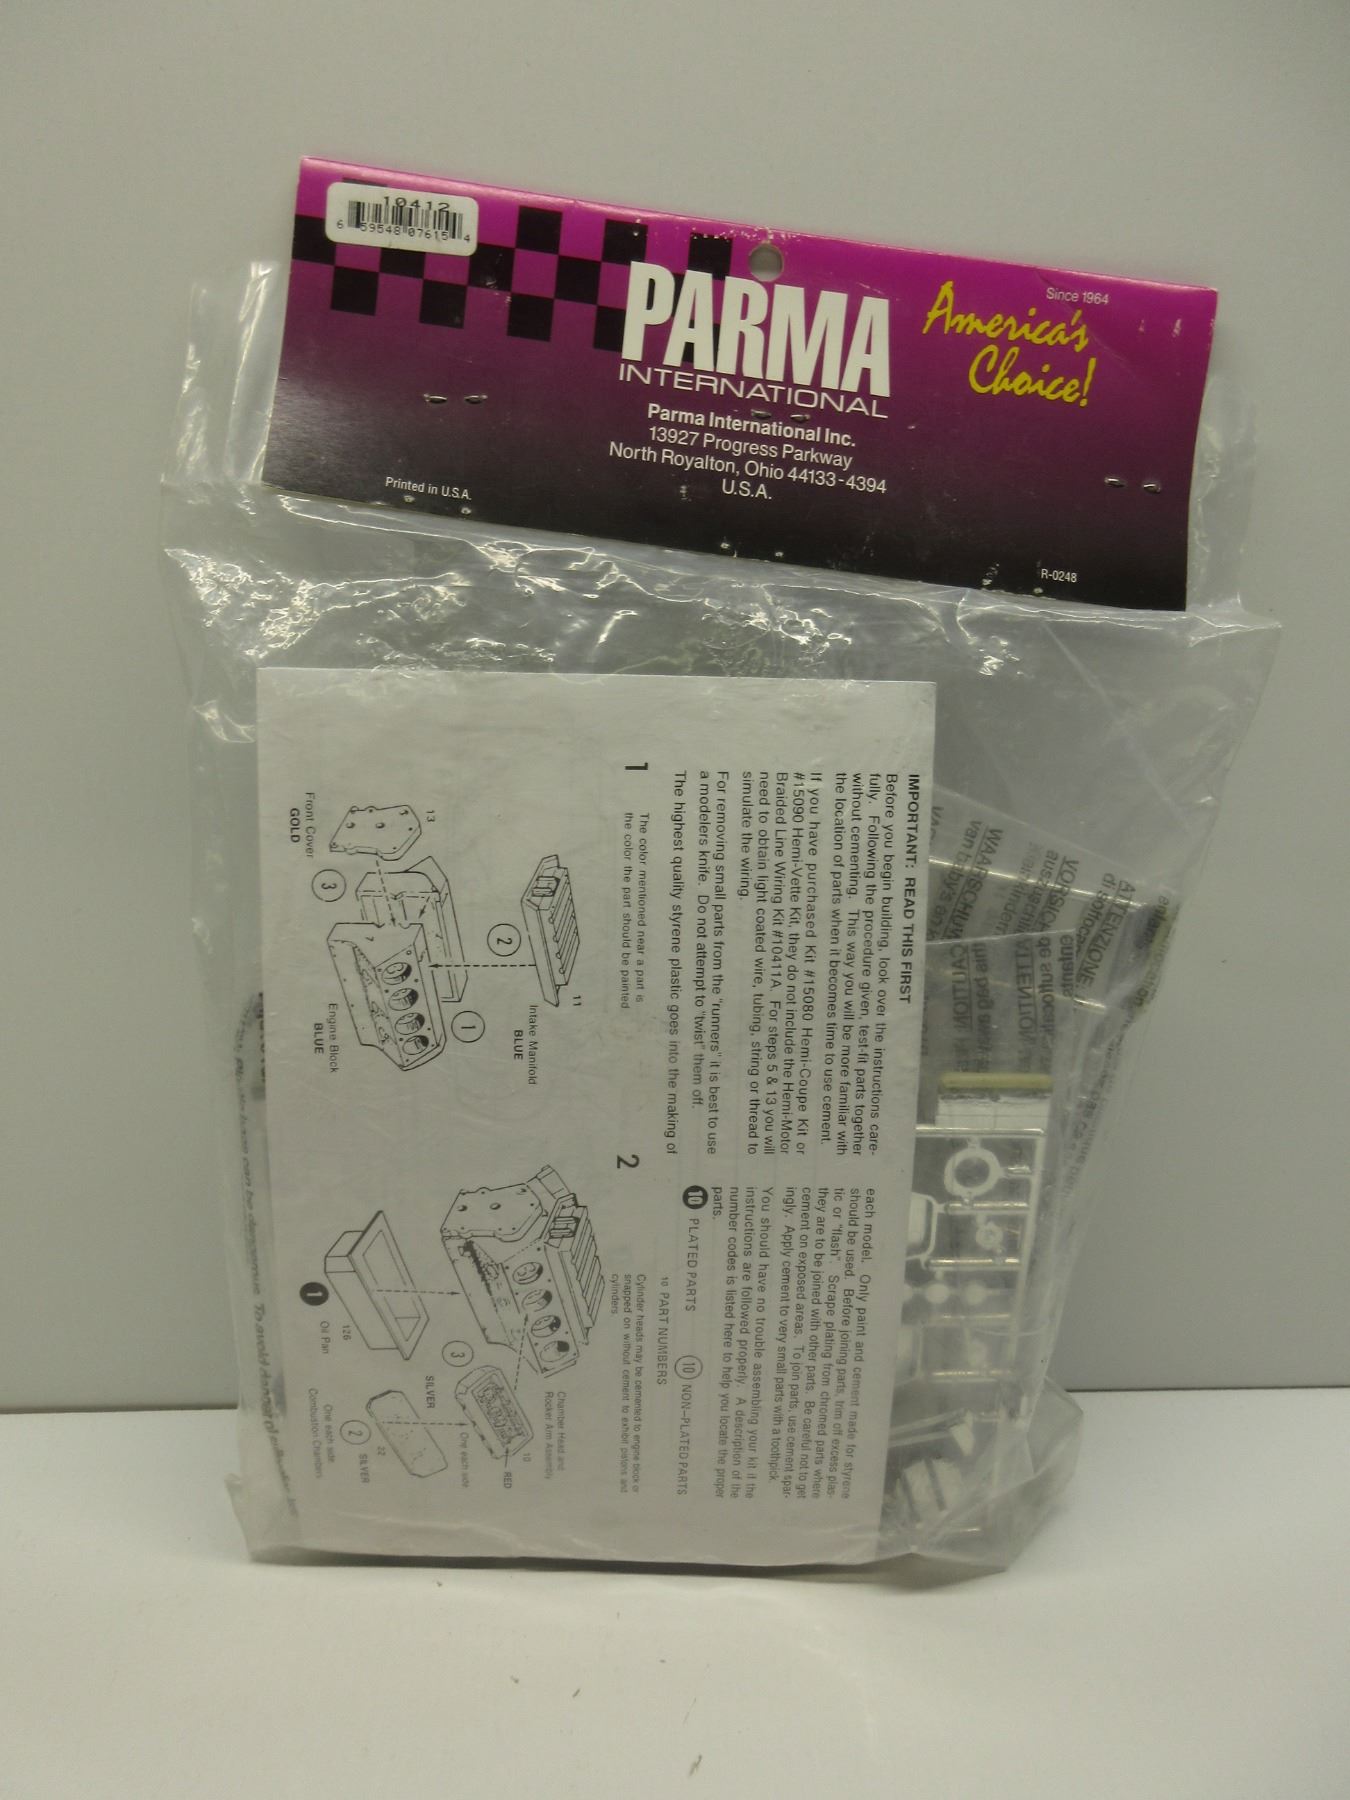 10412
6 59548 07615 4
PARMA
INTERNATIONAL
Since 1964
America's
Choice!
Parma International Inc.
13927 Progress Parkway
North Royalton, Ohio 44133-4394
U.S.A.
Printed in U.S.A.
R-0248
IMPORTANT: READ THIS FIRST
Before you begin building, look over the instructions care-
fully. Following the procedure given, test-fit parts together
without cementing. This way you will be more familiar with
the location of parts when it becomes time to use cement.
If you have purchased Kit #15080 Hemi-Coupe Kit or
#15090 Hemi-Vette Kit, they do not include the Hemi-Motor
Braided Line Wiring Kit #10411A. For steps 5 & 13 you will
need to obtain light coated wire, tubing, string or thread to
simulate the wiring.
For removing small parts from the "runners" it is best to use
a modelers knife. Do not attempt to "twist" them off.
The highest quality styrene plastic goes into the making of
each model. Only paint and cement made for styrene
should be used. Before joining parts, trim off excess plas-
tic or "flash". Scrape plating from chromed parts where
they are to be joined with other parts. Be careful not to get
cement on exposed areas. To join parts, use cement spar-
ingly. Apply cement to very small parts with a toothpick.
You should have no trouble assembling your kit if the
instructions are followed properly. A description of the
number codes is listed here to help you locate the proper
parts.
10 PLATED PARTS
10 NON-PLATED PARTS
10 PART NUMBERS
1
The color mentioned near a part is
the color the part should be painted
11
Intake Manifold
BLUE
2
13
1
3
Engine Block
BLUE
Front Cover
GOLD
2
Cylinder heads may be cemented to engine block or
snapped on without cement to exhibit pistons and
cylinders.
Chamber Head and
Rocker Arm Assembly
10
RED
3
One each side
SILVER
22
126
1
Oil Pan
2
SILVER
One each side
Combustion Chambers
ATTENZIONE:
VORSICHT
WAARSCHUWING